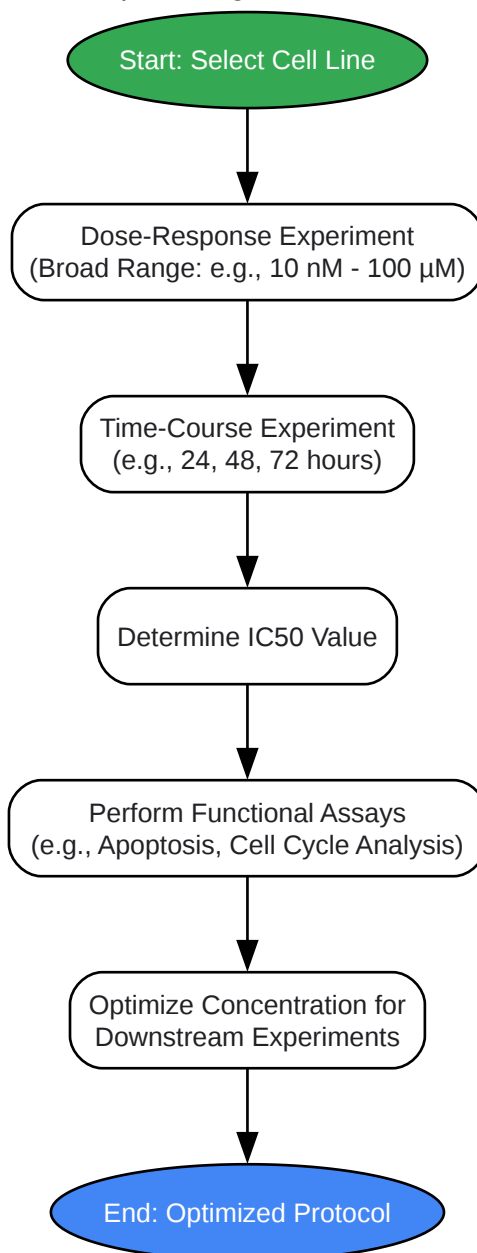 Start: Select Cell Line
Dose-Response Experiment
(Broad Range: e.g., 10 nM - 100 µM)
Time-Course Experiment
(e.g., 24, 48, 72 hours)
Determine IC50 Value
Perform Functional Assays
(e.g., Apoptosis, Cell Cycle Analysis)
Optimize Concentration for
Downstream Experiments
End: Optimized Protocol